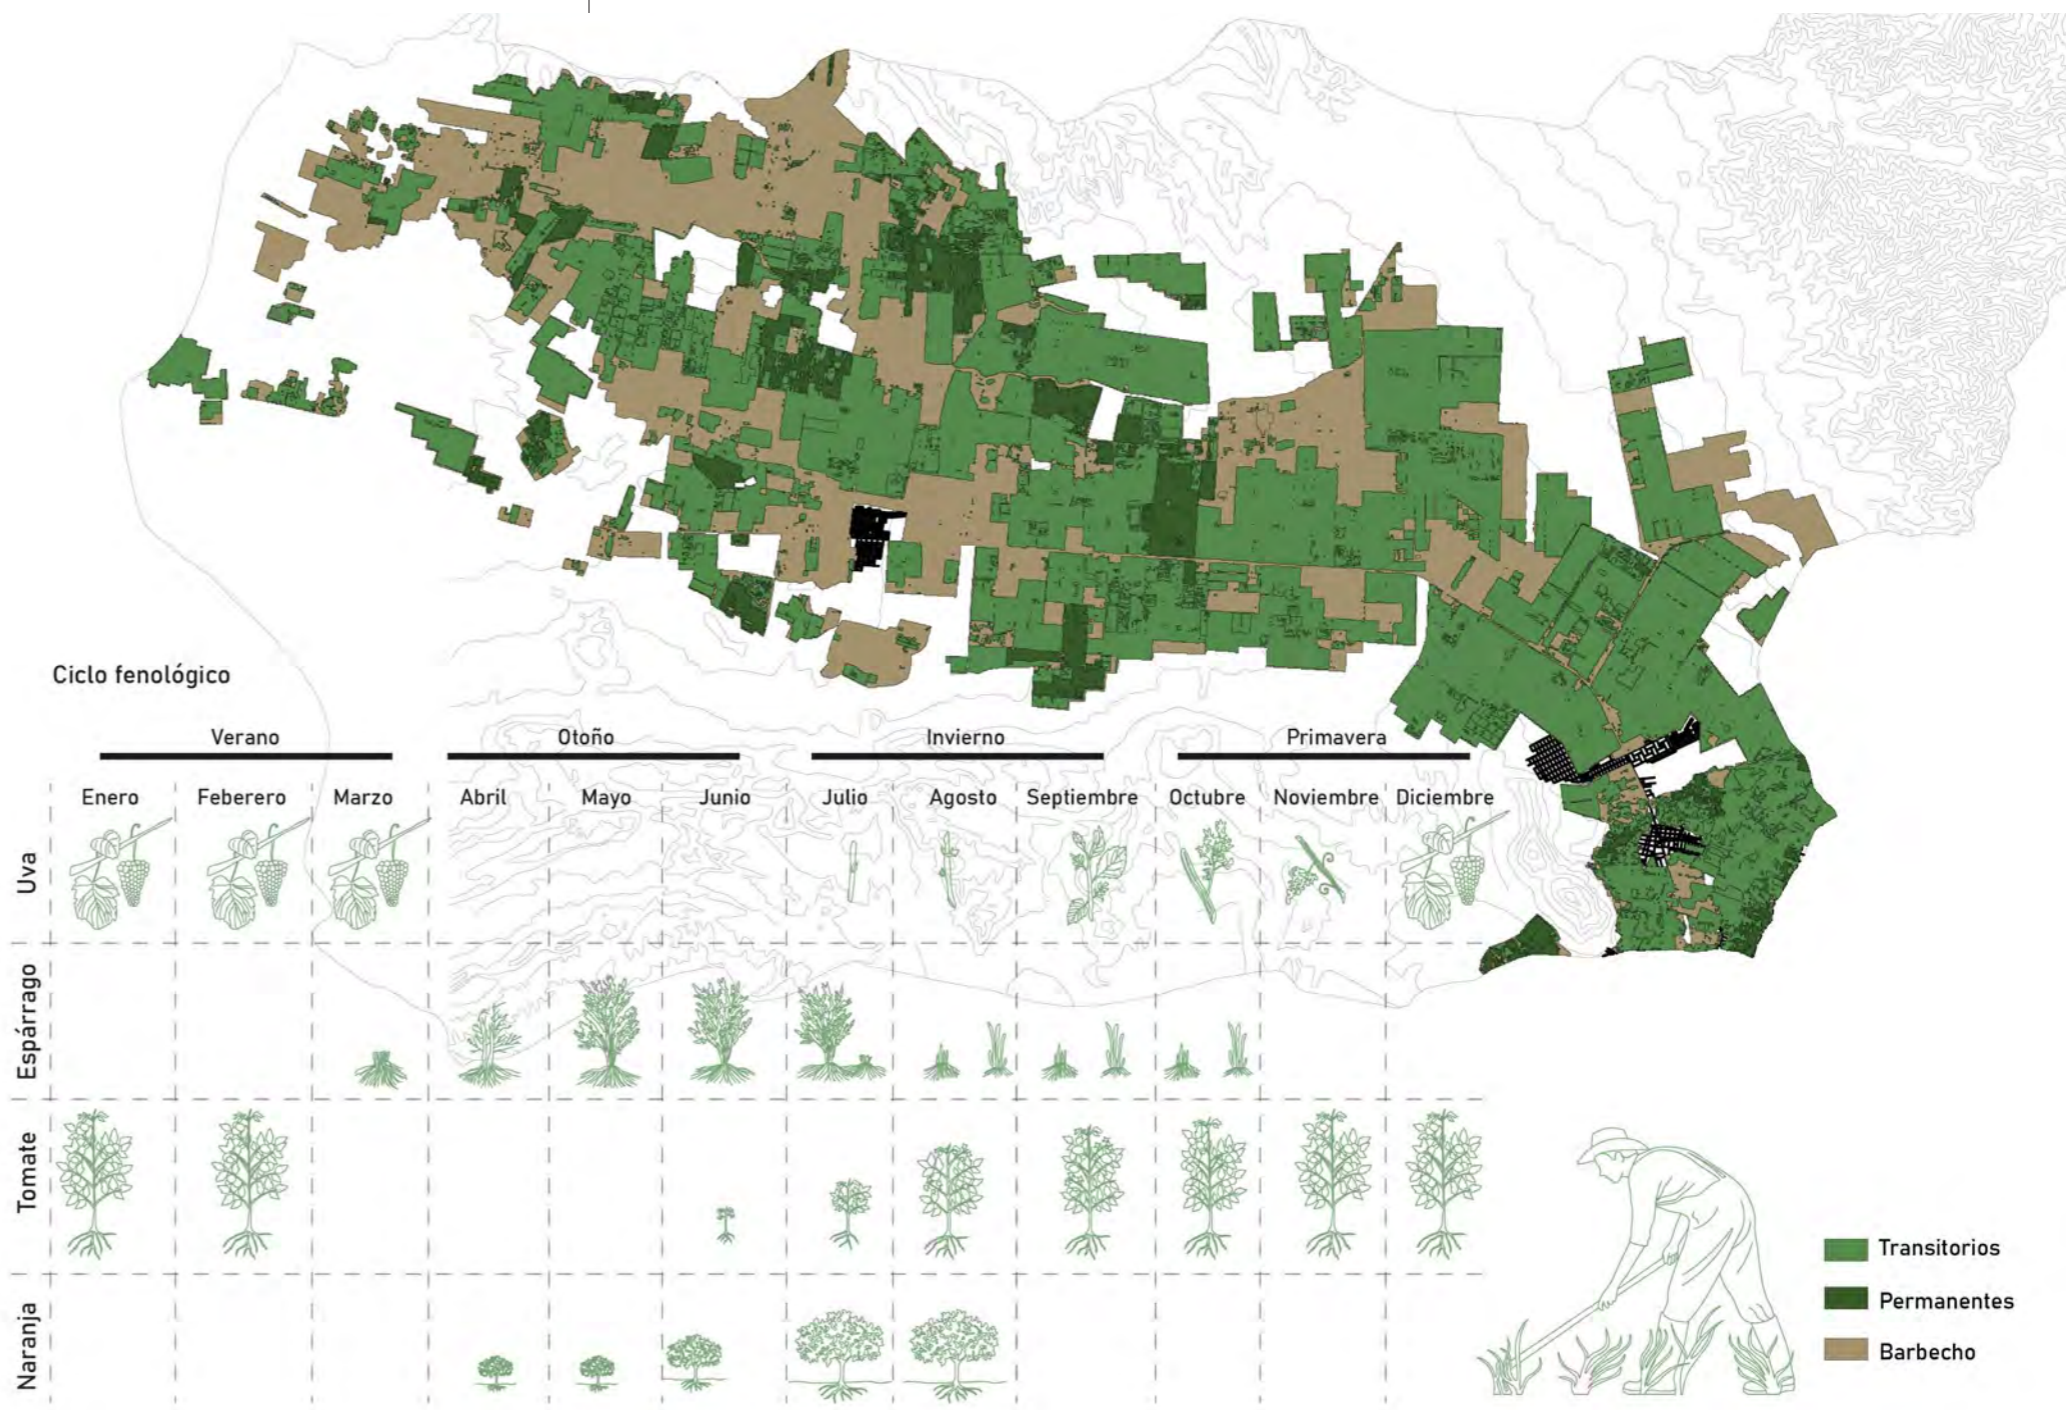 Ciclo fenológico
Verano
Otoño
Invierno
Primavera
Enero
Feberero
Marzo
Abril
Mayo
Junio
Julio
Agosto
Septiembre
Octubre
Noviembre
Diciembre
Uva
Espárrago
Tomate
Naranja
Transitorios
Permanentes
Barbecho